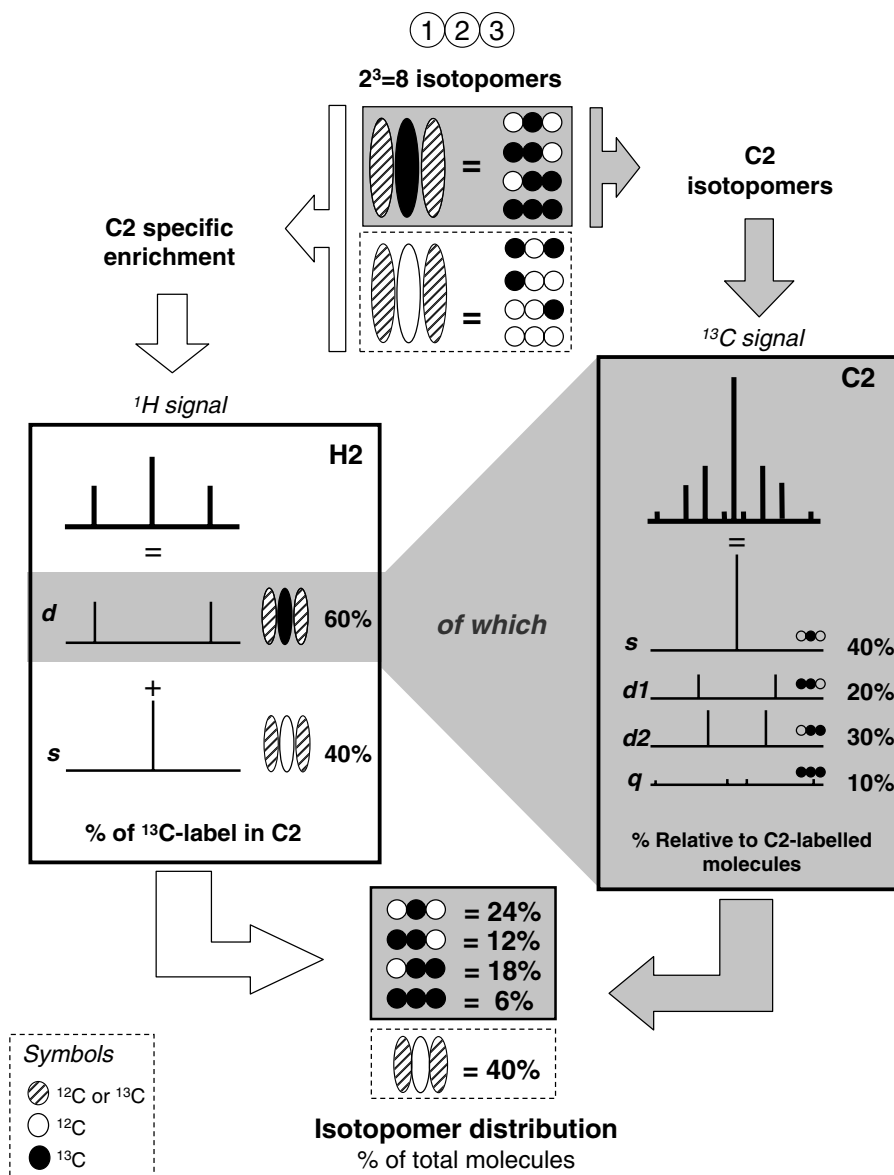 1 2 3
2³=8 isotopomers
=
=
C2
isotopomers
C2 specific
enrichment
¹H signal
¹³C signal
H2
=
d
60%
+
s
40%
% of ¹³C-label in C2
of which
C2
=
s
40%
d1
20%
d2
30%
q
10%
% Relative to C2-labelled
molecules
= 24%
= 12%
= 18%
= 6%
= 40%
Isotopomer distribution
% of total molecules
Symbols
¹²C or ¹³C
¹²C
¹³C